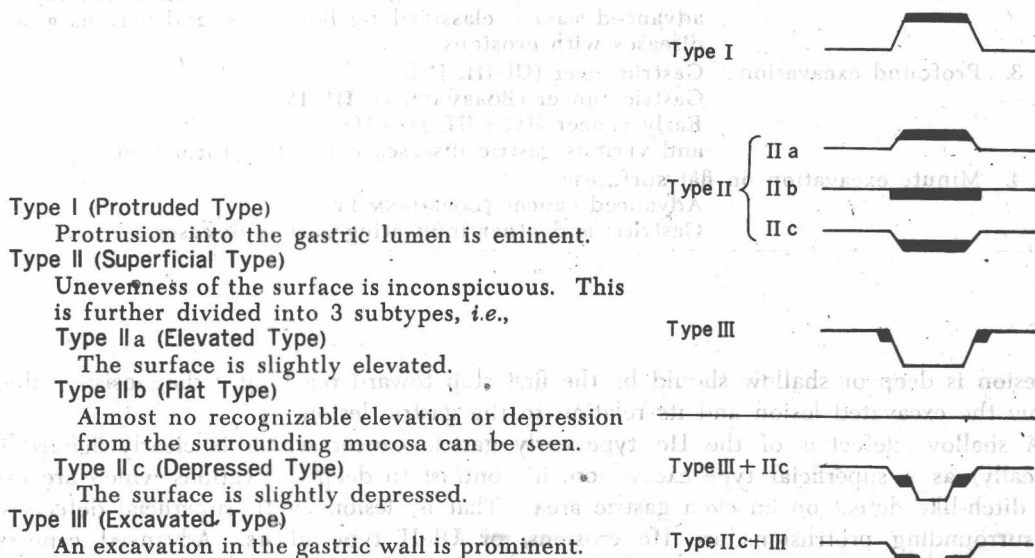 Type I (Protruded Type)
Protrusion into the gastric lumen is eminent.
Type II (Superficial Type)
Unevenness of the surface is inconspicuous. This
is further divided into 3 subtypes, i.e.,
Type IIa (Elevated Type)
The surface is slightly elevated.
Type IIb (Flat Type)
Almost no recognizable elevation or depression
from the surrounding mucosa can be seen.
Type IIc (Depressed Type)
The surface is slightly depressed.
Type III (Excavated Type)
An excavation in the gastric wall is prominent.
Type I
Type II
II a
II b
II c
Type III
Type III + IIc
Type IIc + III